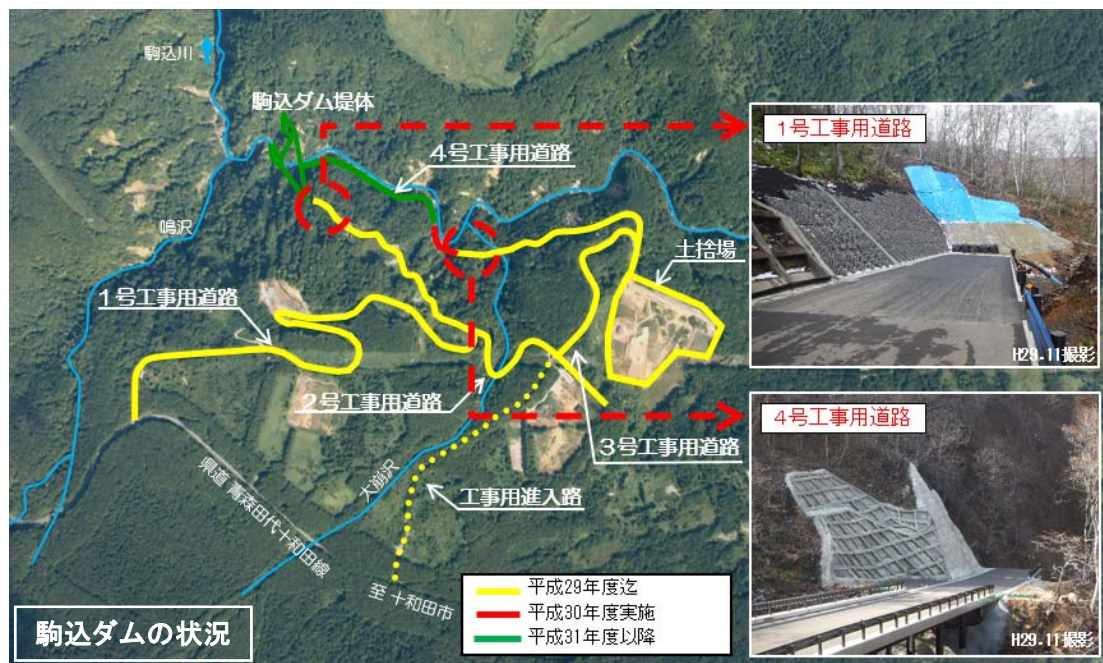 駒込川
駒込ダム堤体
4号工事用道路
鳴沢
土捨場
1号工事用道路
2号工事用道路
3号工事用道路
大崩沢
工事用進入路
県道 青森田代十和田線
至 十和田市
1号工事用道路
H29.11撮影
4号工事用道路
H29.11撮影
平成29年度迄
平成30年度実施
平成31年度以降
駒込ダムの状況